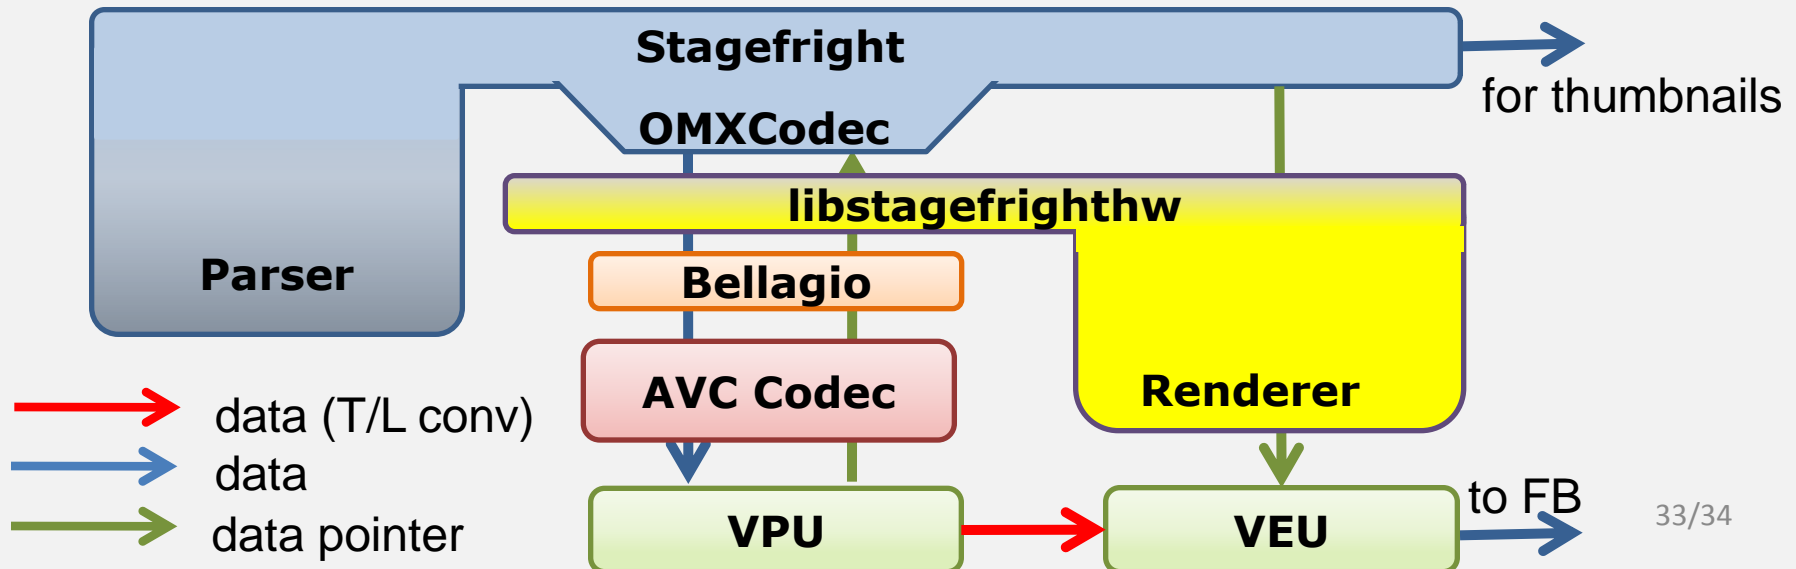 Stagefright
for thumbnails
OMXCodec
libstagefrighthw
Parser
Bellagio
AVC Codec
Renderer
data (T/L conv)
data
data pointer
VPU
VEU
to FB
33/34